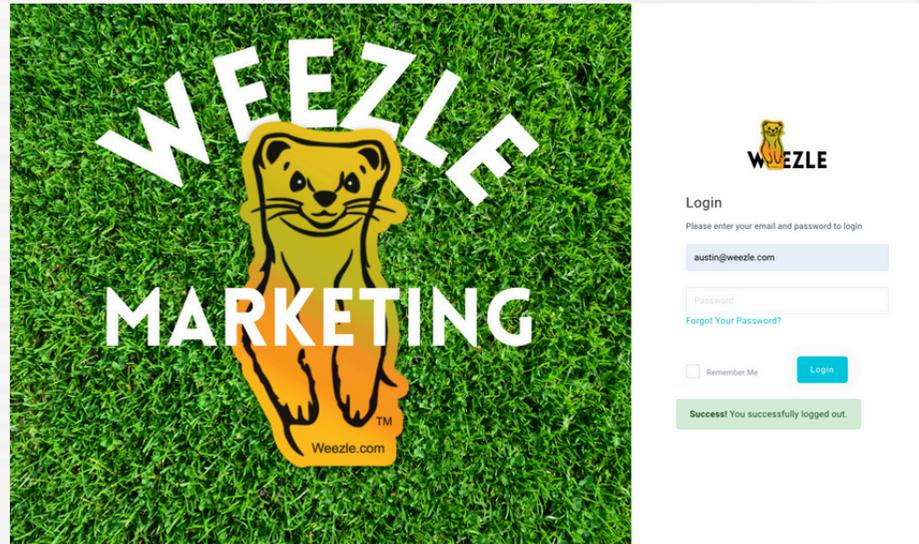 WEEZLE
MARKETING
TM
Weezle.com
WEEZLE
Login
Please enter your email and password to login
austin@weezle.com
Password
Forgot Your Password?
Remember Me
Login
Success! You successfully logged out.